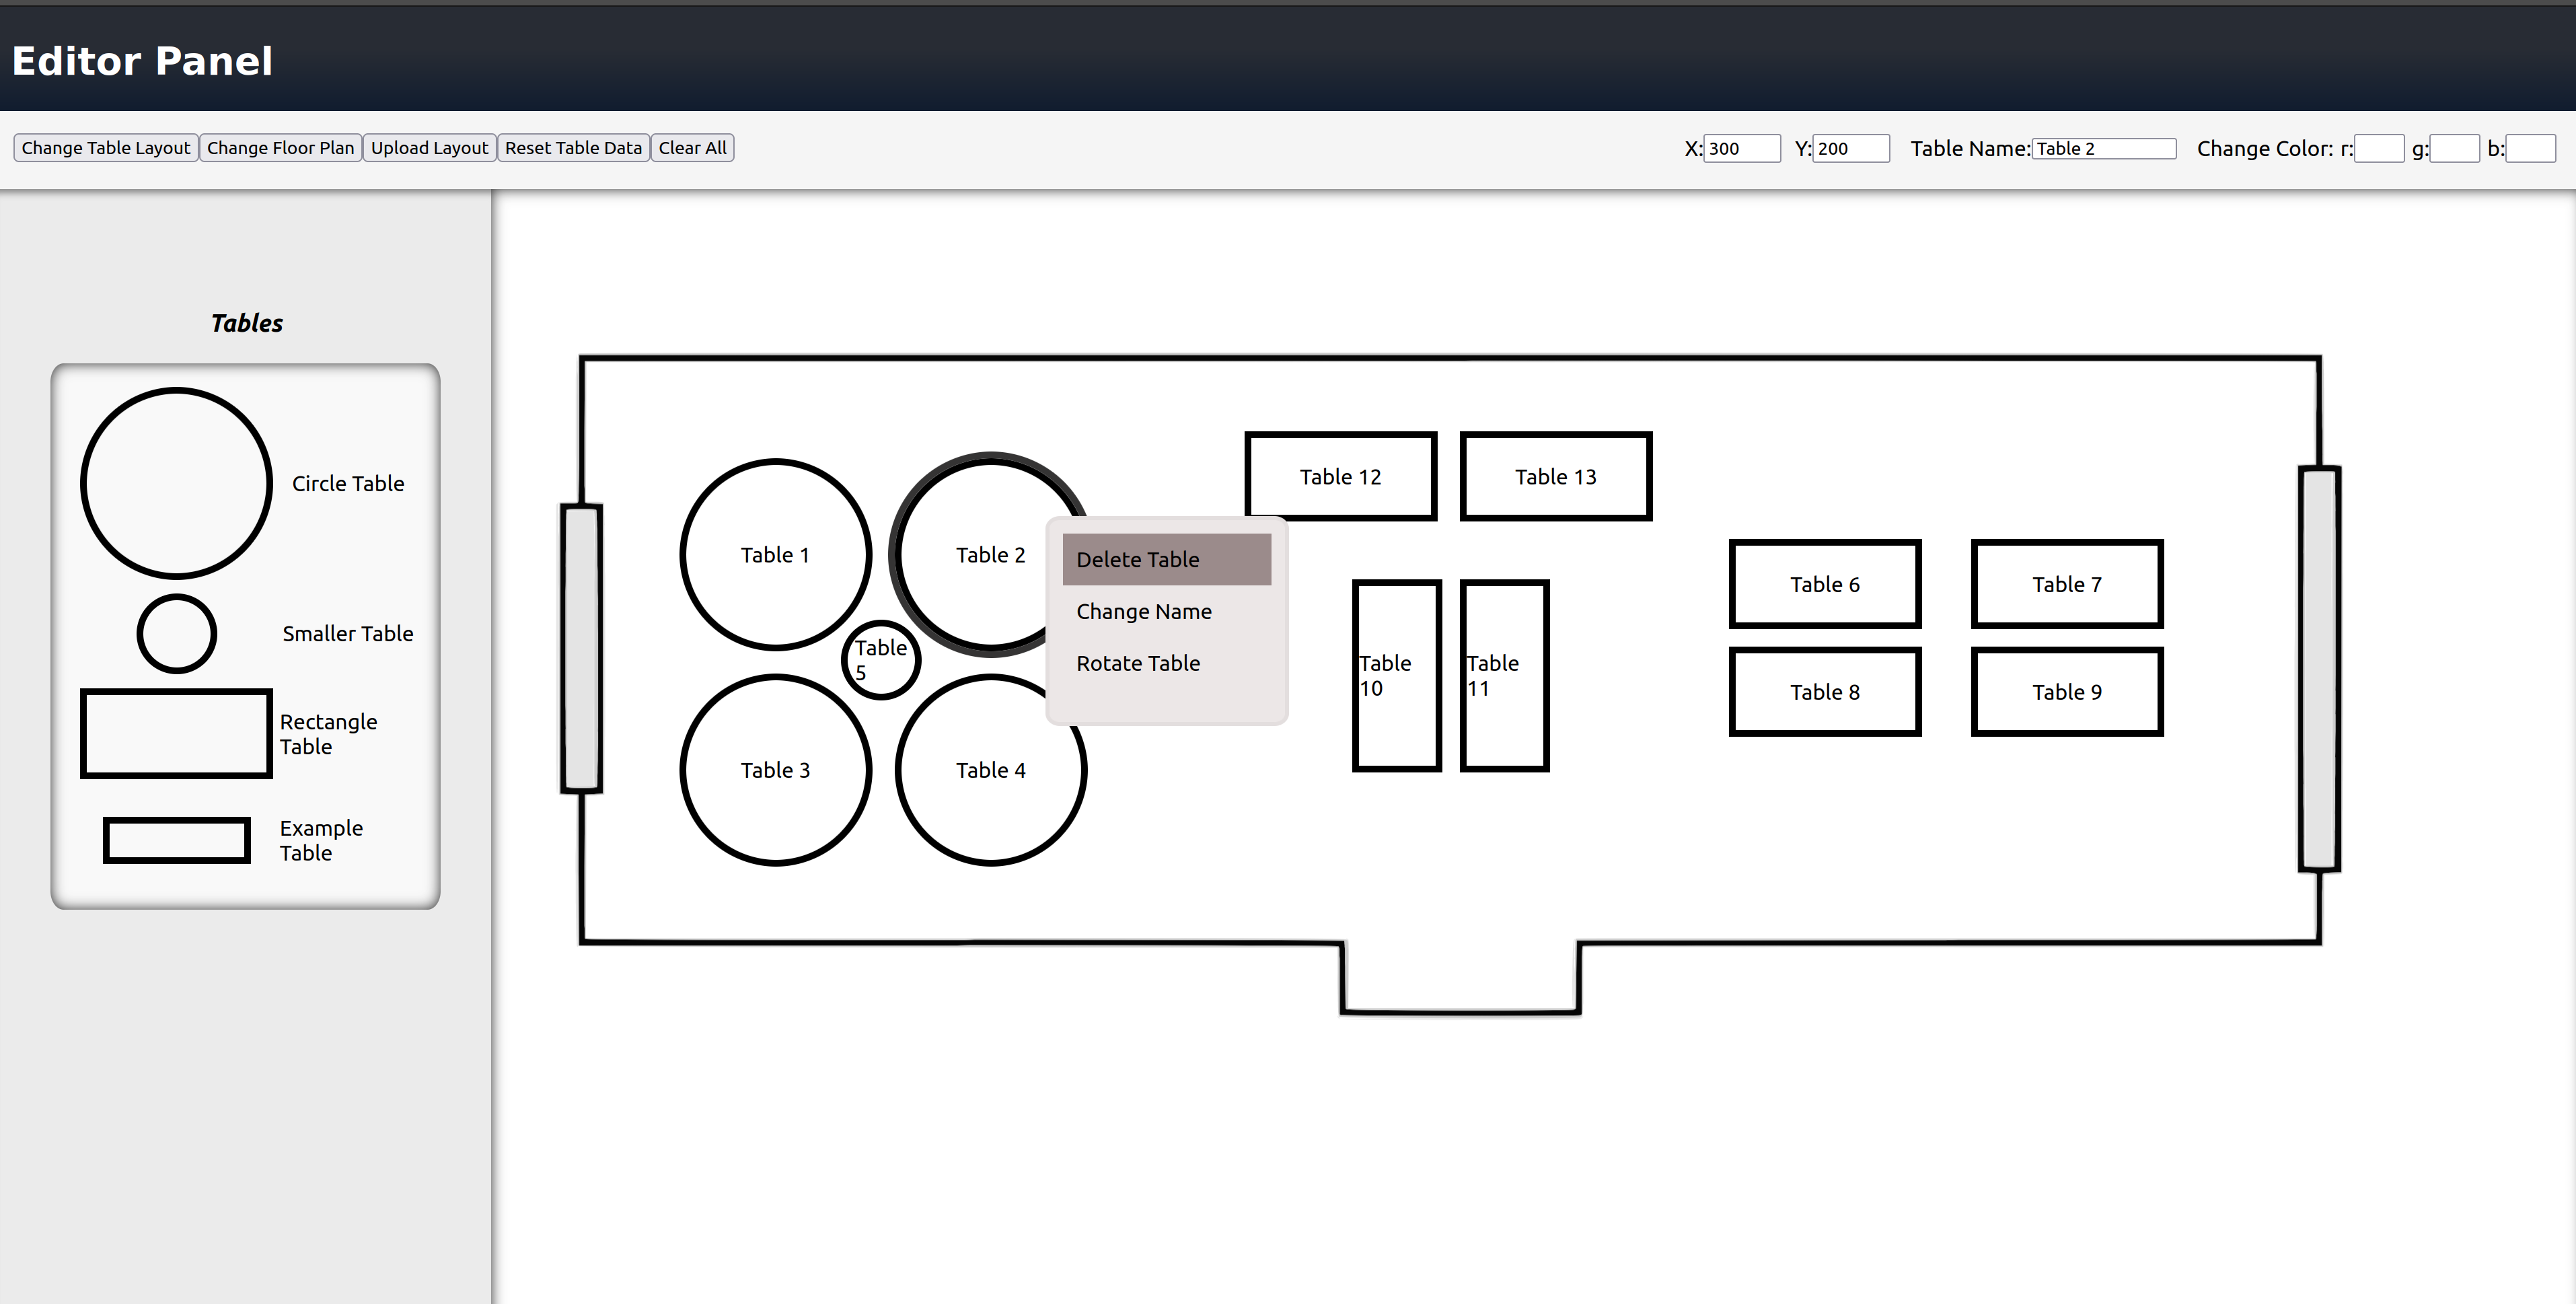 Editor Panel
Change Table Layout Change Floor Plan Upload Layout Reset Table Data Clear All
X: 300 Y: 200 Table Name: Table 2 Change Color: r: g: b:
Tables
Circle Table
Smaller Table
Rectangle
Table
Example
Table
Table 12
Table 13
Table 1
Table 2
Delete Table
Change Name
Rotate Table
Table
5
Table 3
Table 4
Table
10
Table
11
Table 6
Table 7
Table 8
Table 9